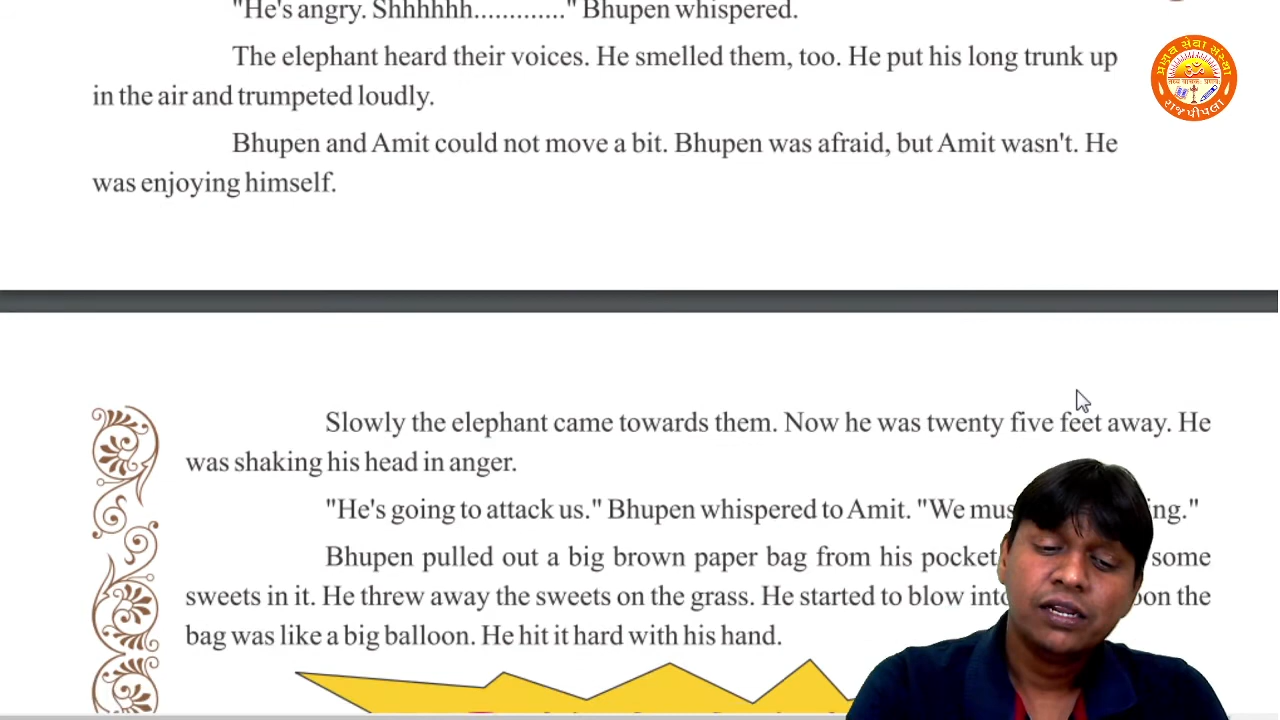 "He's angry. Shhhhhh............." Bhupen whispered.
The elephant heard their voices. He smelled them, too. He put his long trunk up
in the air and trumpeted loudly.
Bhupen and Amit could not move a bit. Bhupen was afraid, but Amit wasn't. He
was enjoying himself.
Slowly the elephant came towards them. Now he was twenty five feet away. He
was shaking his head in anger.
"He's going to attack us." Bhupen whispered to Amit. "We mus ing."
Bhupen pulled out a big brown paper bag from his pocket some
sweets in it. He threw away the sweets on the grass. He started to blow into oon the
bag was like a big balloon. He hit it hard with his hand.
પ્રણવ સેવા સંસ્થા
રાજપીપલા